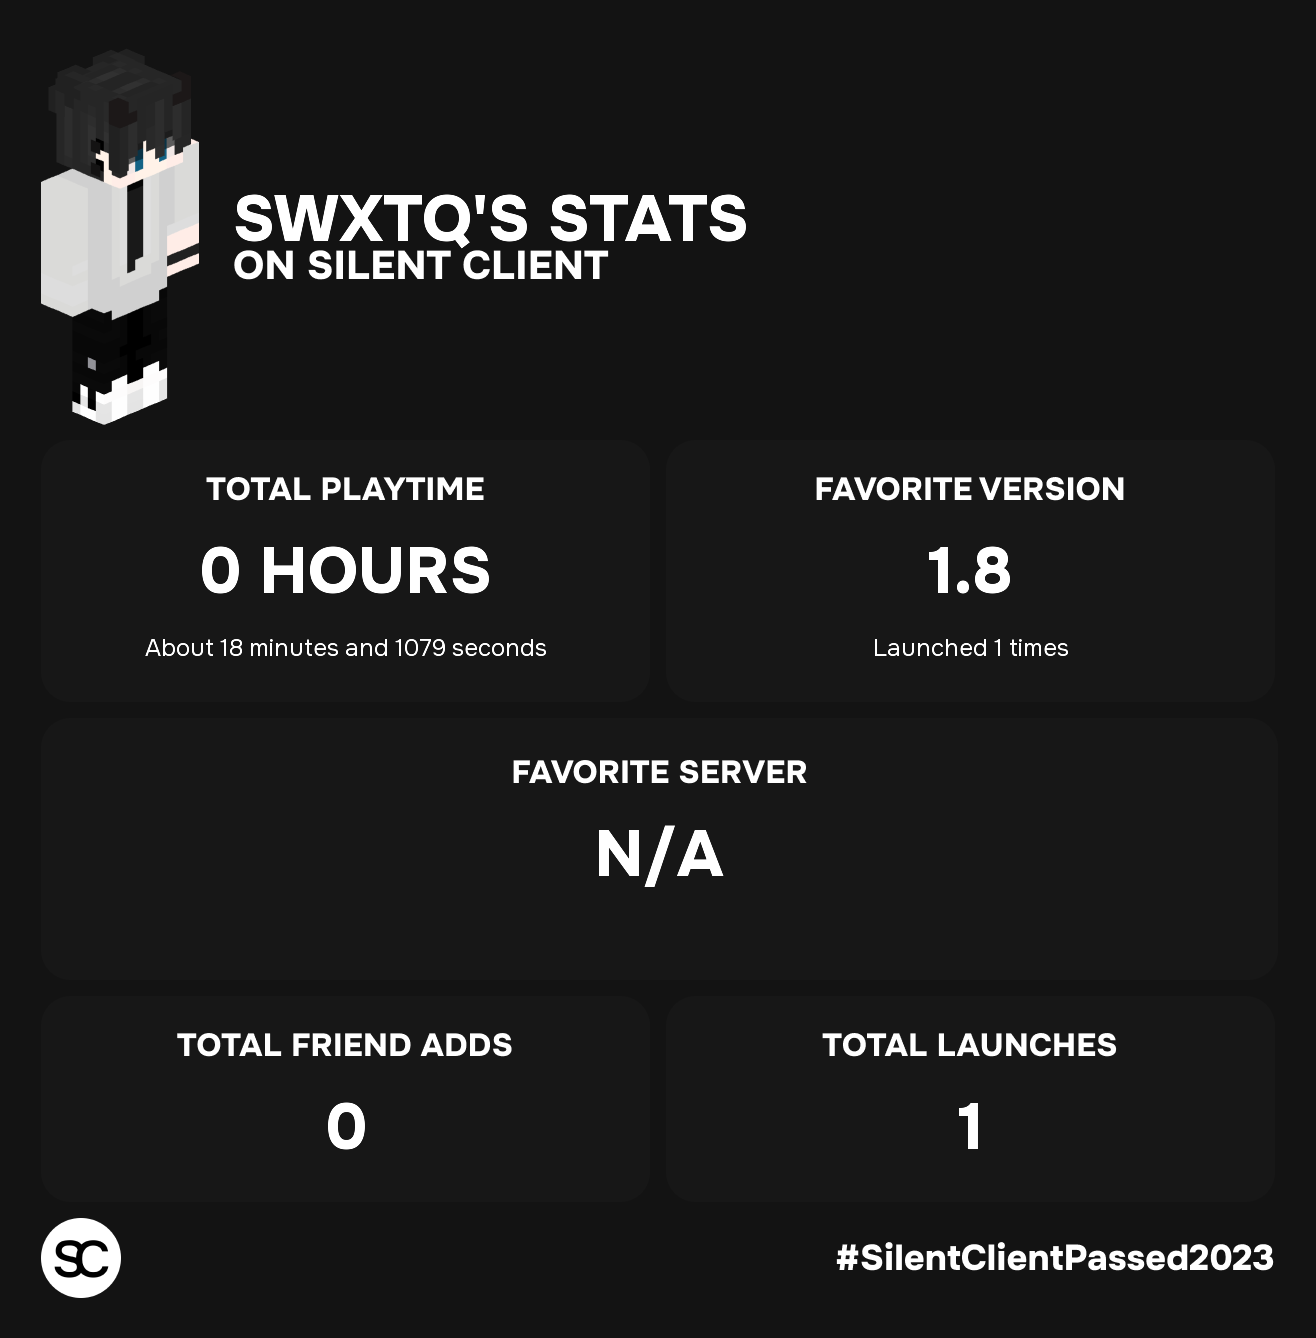 SWXTQ'S STATS
ON SILENT CLIENT
TOTAL PLAYTIME
0 HOURS
About 18 minutes and 1079 seconds
FAVORITE VERSION
1.8
Launched 1 times
FAVORITE SERVER
N/A
TOTAL FRIEND ADDS
0
TOTAL LAUNCHES
1
SC
#SilentClientPassed2023